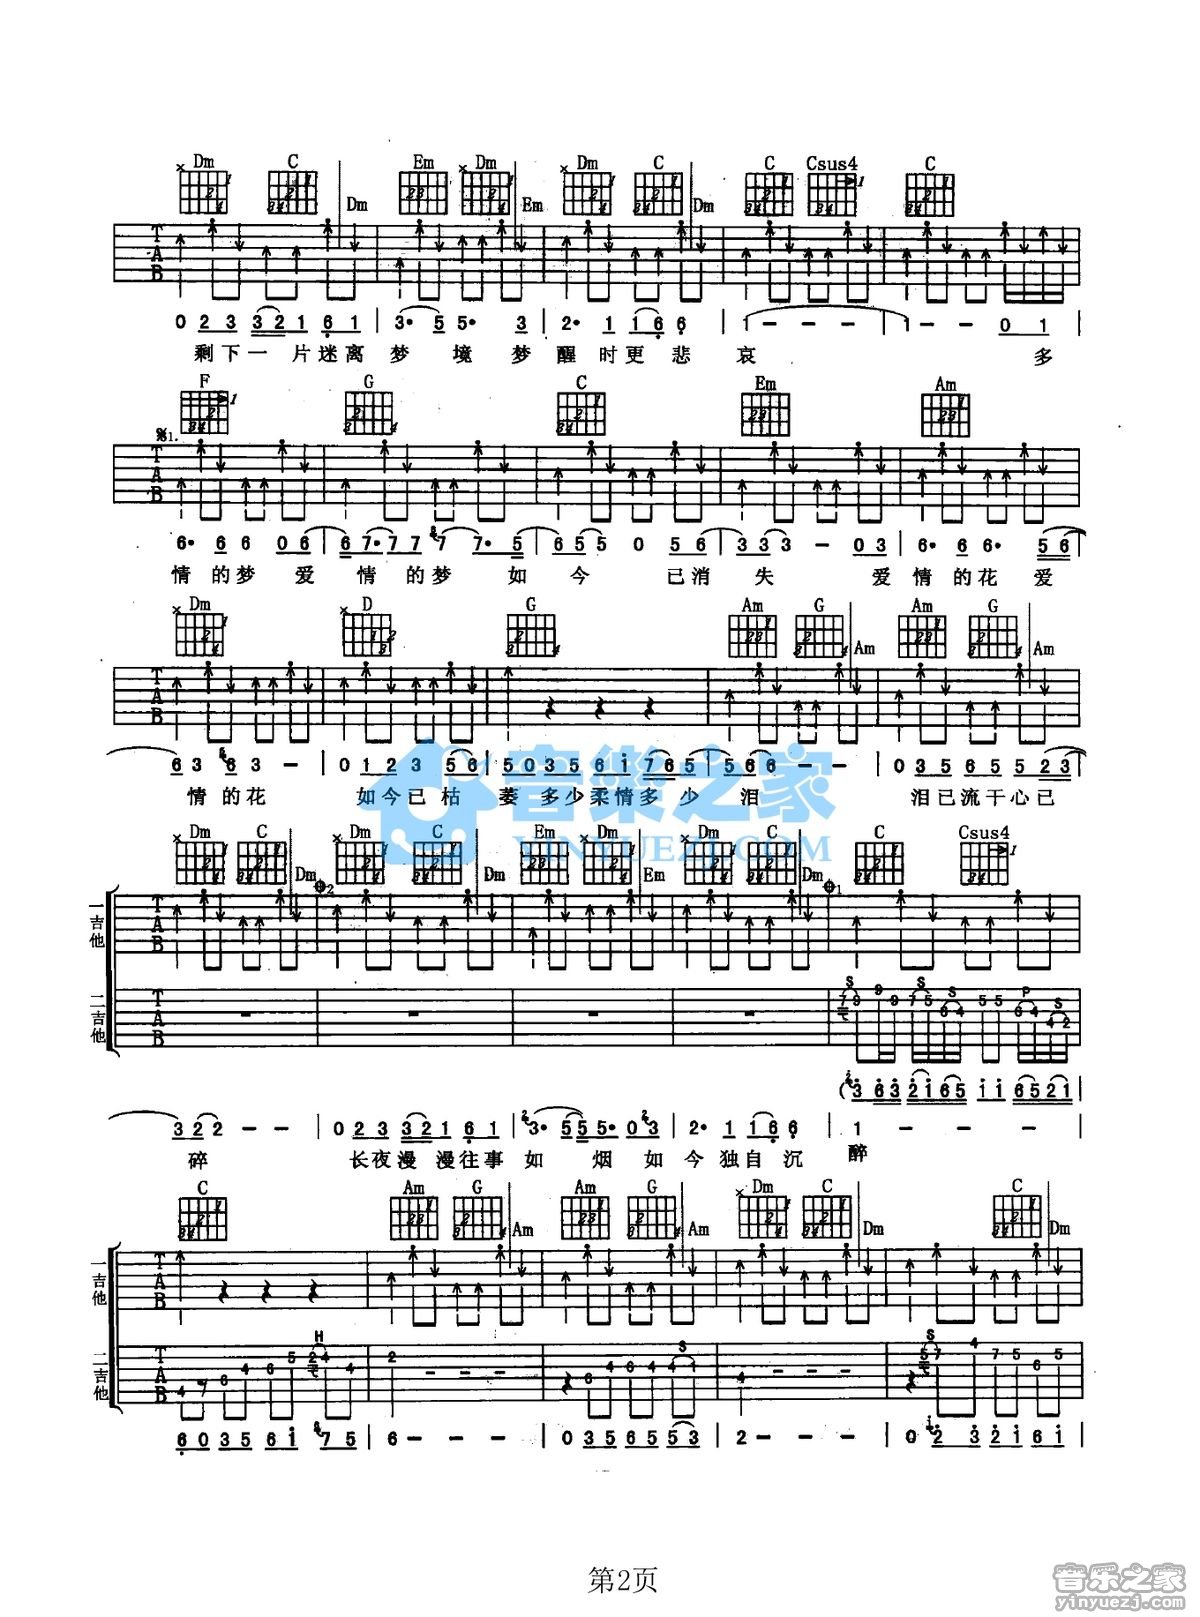 Dm C Dm Em Dm Em Dm C Dm C Csus4 C
T A B
0 2 3 3 2 1 6 1 | 3· 5 5· 3 | 2· 1 1 6 6 | 1 - - - | 1 - - 0 1 |
剩下一片迷离梦 境梦 醒时更悲 哀 多
F G C Em Am
T A B
6· 6 6 0 6 | 6 7· 7 7 7 7· 5 | 6 5 5 0 5 6 | 3 3 3 - 0 3 | 6· 6 6· 5 6 |
情的梦 爱 情的梦 如 今 已消 失 爱 情的花 爱
Dm D G Am G Am Am G Am
T A B
6 3 6 3 - | 0 1 2 3 5 6 | 5 0 3 5 6 1 7 6 5 | 5 6 6 - - | 0 3 5 6 5 5 2 3 |
情的花 如今已 枯 萎 多少柔情多 少 泪 泪已流干心已
音樂之家
YINYUEZJ.COM
Dm C Dm Dm C Dm Em Dm Em Dm C Dm C Csus4
一吉他
T A B
二吉他
T A B
7 9 9 9 7 5 6 4 5 5 6 4 4 2
(3 6 3 2 1 6 5 1 1 6 5 2 1
3 2 2 - - | 0 2 3 3 2 1 6 1 | 3· 5 5 5· 0 3 | 2· 1 1 6 6 | 1 - - -
碎 长夜漫 漫往事 如 烟 如 今 独自沉 醉
C Am G Am Am G Am Dm C Dm C Dm
一吉他
T A B
二吉他
T A B
4 6 4 6 5 2 4 4 2 6 4 6 4 4 1 4 5 7 4 7 5 6 5
6 0 3 5 6 1 7 5 | 6 - - - | 0 3 5 6 5 5 3 | 2 - - - | 0 2 3 2 1 6 1 |
第2页
音乐之家
yinyuezj.com